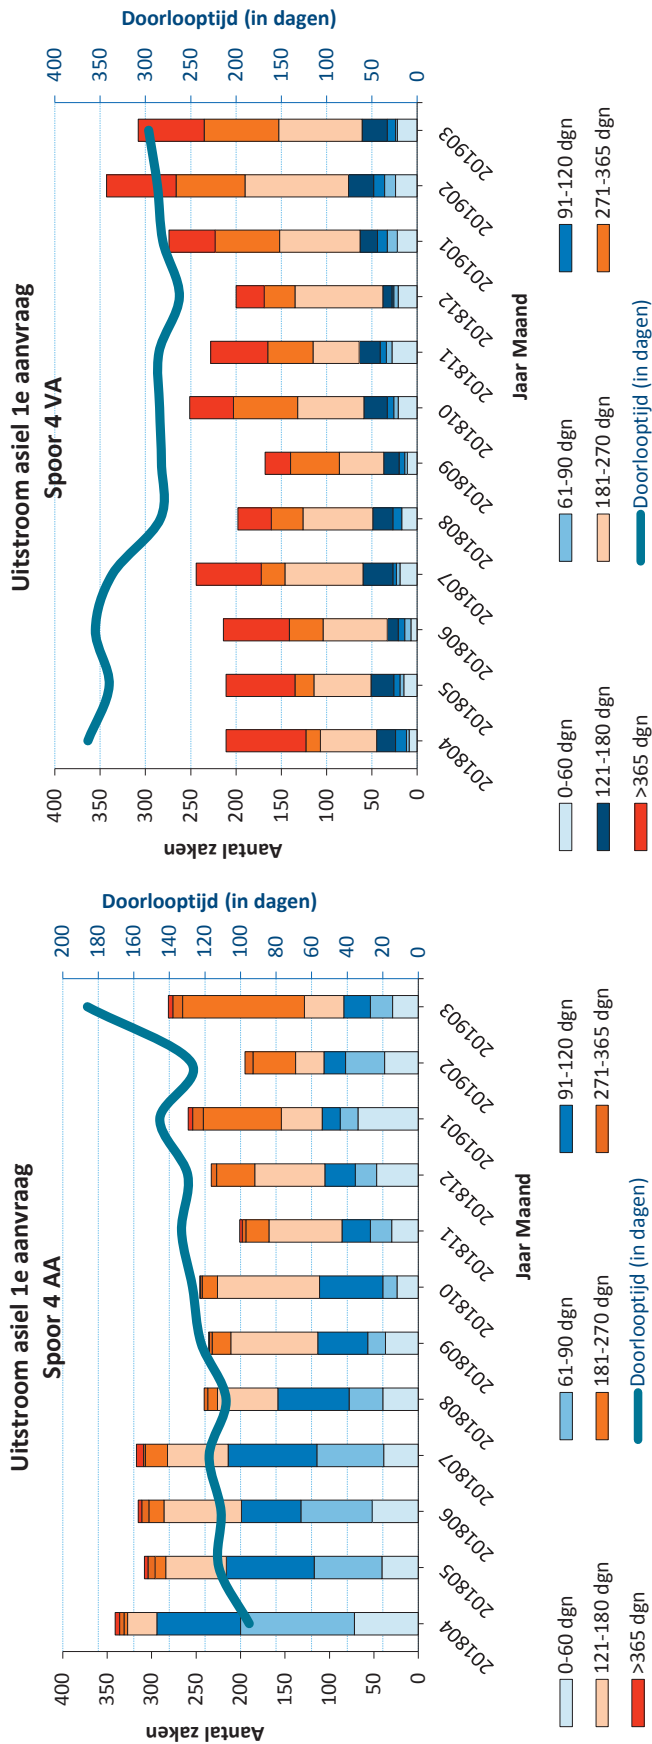 Uitstroom asiel 1e aanvraag
Spoor 4 AA
Aantal zaken
400
350
300
250
200
150
100
50
0
Doorlooptijd (in dagen)
200
180
160
140
120
100
80
60
40
20
0
201804
201805
201806
201807
201808
201809
201810
201811
201812
201901
201902
201903
Jaar Maand
0-60 dgn
61-90 dgn
91-120 dgn
121-180 dgn
181-270 dgn
271-365 dgn
>365 dgn
Doorlooptijd (in dagen)
Uitstroom asiel 1e aanvraag
Spoor 4 VA
Aantal zaken
400
350
300
250
200
150
100
50
0
Doorlooptijd (in dagen)
400
350
300
250
200
150
100
50
0
201804
201805
201806
201807
201808
201809
201810
201811
201812
201901
201902
201903
Jaar Maand
0-60 dgn
61-90 dgn
91-120 dgn
121-180 dgn
181-270 dgn
271-365 dgn
>365 dgn
Doorlooptijd (in dagen)